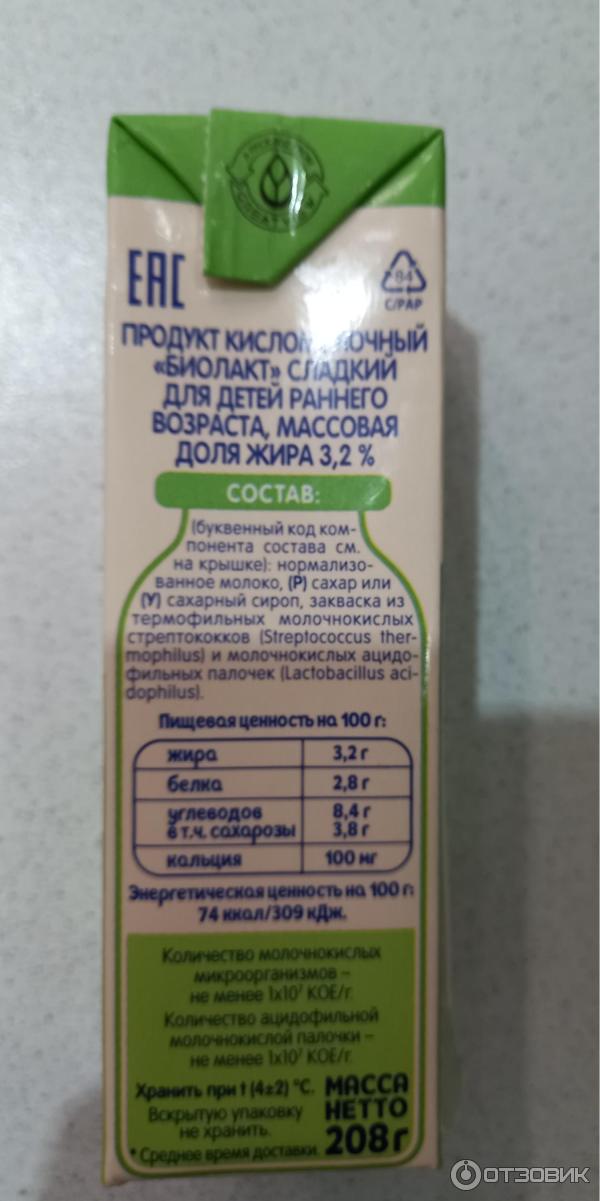 EAC
84
C/PAP
ПРОДУКТ КИСЛОМОЛОЧНЫЙ
«БИОЛАКТ» СЛАДКИЙ
ДЛЯ ДЕТЕЙ РАННЕГО
ВОЗРАСТА, МАССОВАЯ
ДОЛЯ ЖИРА 3,2 %
СОСТАВ:
(буквенный код ком-
понента состава см.
на крышке): нормализо-
ванное молоко, (Р) сахар или
(У) сахарный сироп, закваска из
термофильных молочнокислых
стрептококков (Streptococcus ther-
mophilus) и молочнокислых ацидо-
фильных палочек (Lactobacillus aci-
dophilus).
Пищевая ценность на 100 г:
жира 3,2 г
белка 2,8 г
углеводов 8,4 г
в т.ч. сахарозы 3,8 г
кальция 100 мг
Энергетическая ценность на 100 г:
74 ккал/309 кДж.
Количество молочнокислых
микроорганизмов –
не менее 1х10⁷ КОЕ/г.
Количество ацидофильной
молочнокислой палочки –
не менее 1х10⁷ КОЕ/г.
Хранить при t (4±2) °С.
Вскрытую упаковку
не хранить.
* Среднее время доставки.
МАССА
НЕТТО
208 г
ОТЗОВИК